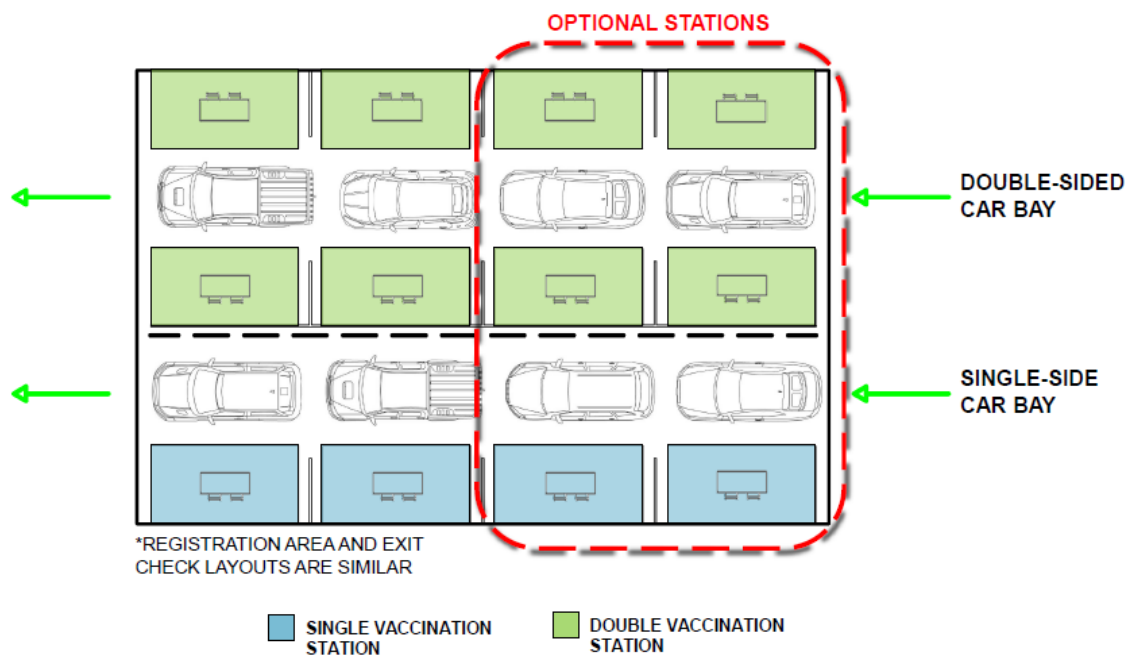 OPTIONAL STATIONS
DOUBLE-SIDED
CAR BAY
SINGLE-SIDE
CAR BAY
*REGISTRATION AREA AND EXIT
CHECK LAYOUTS ARE SIMILAR
SINGLE VACCINATION
STATION
DOUBLE VACCINATION
STATION